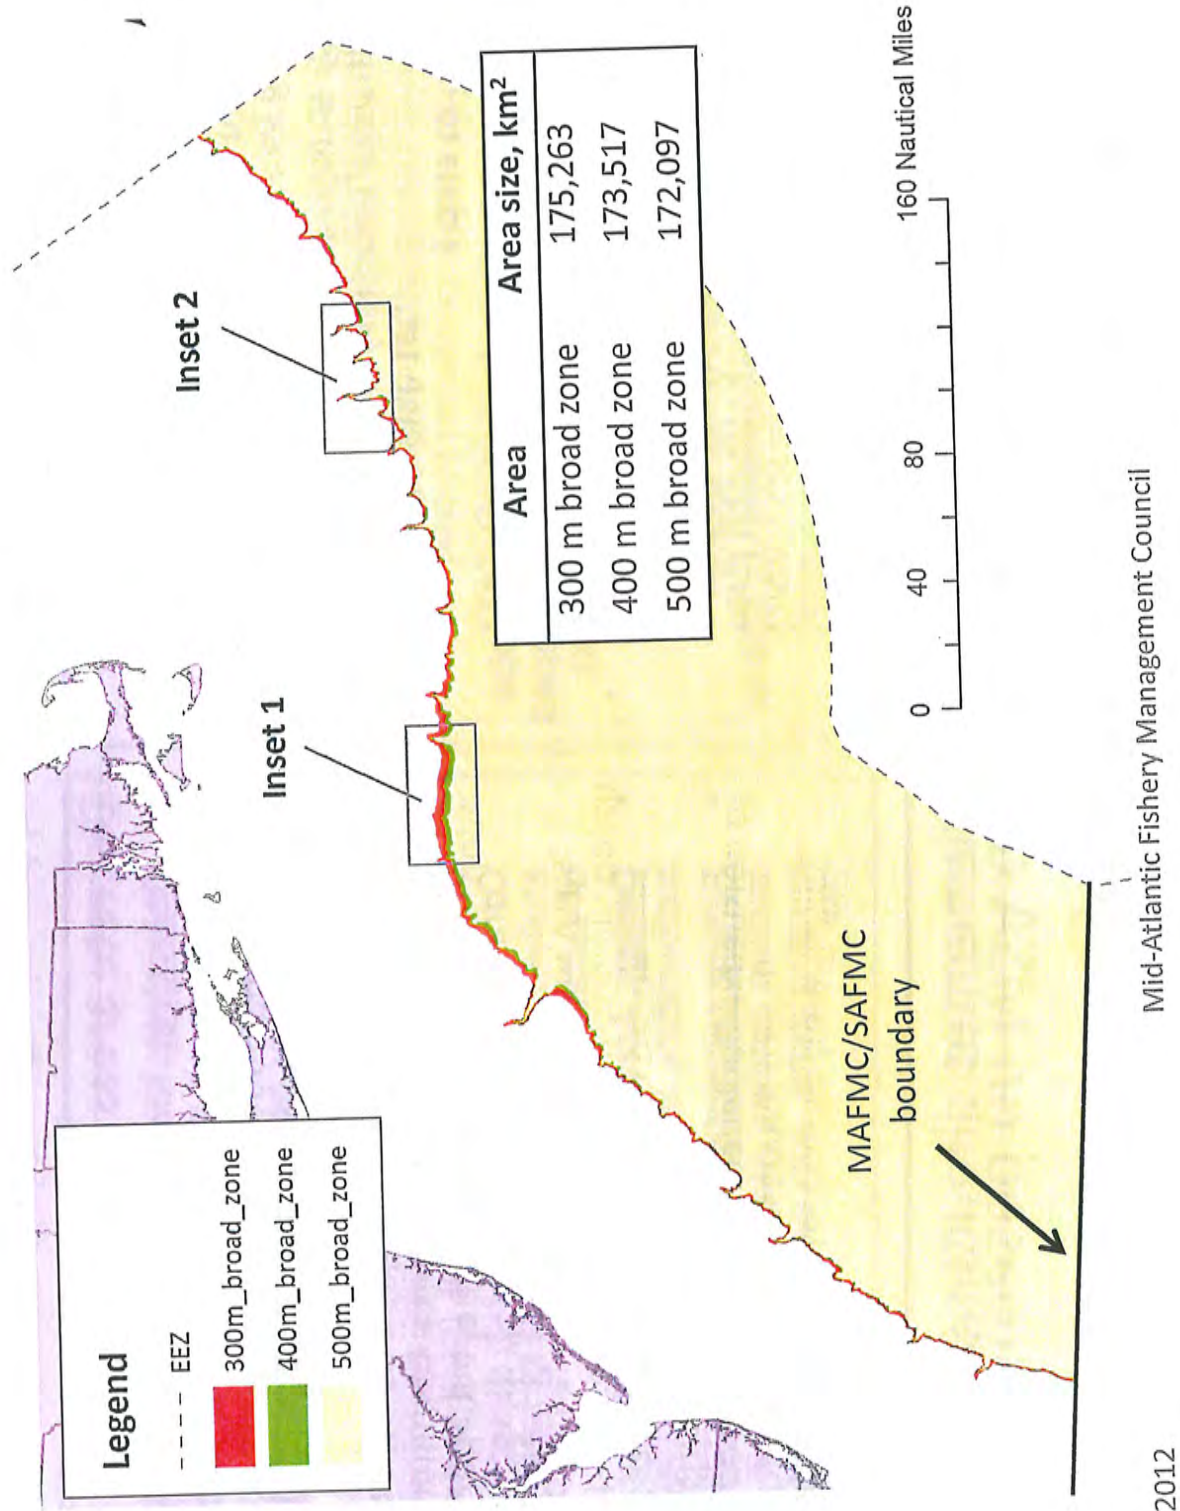 Legend
EEZ
300m_broad_zone
400m_broad_zone
500m_broad_zone
Inset 1
Inset 2
Area Area size, km²
300 m broad zone 175,263
400 m broad zone 173,517
500 m broad zone 172,097
MAFMC/SAFMC
boundary
0 40 80 160 Nautical Miles
2012
Mid-Atlantic Fishery Management Council